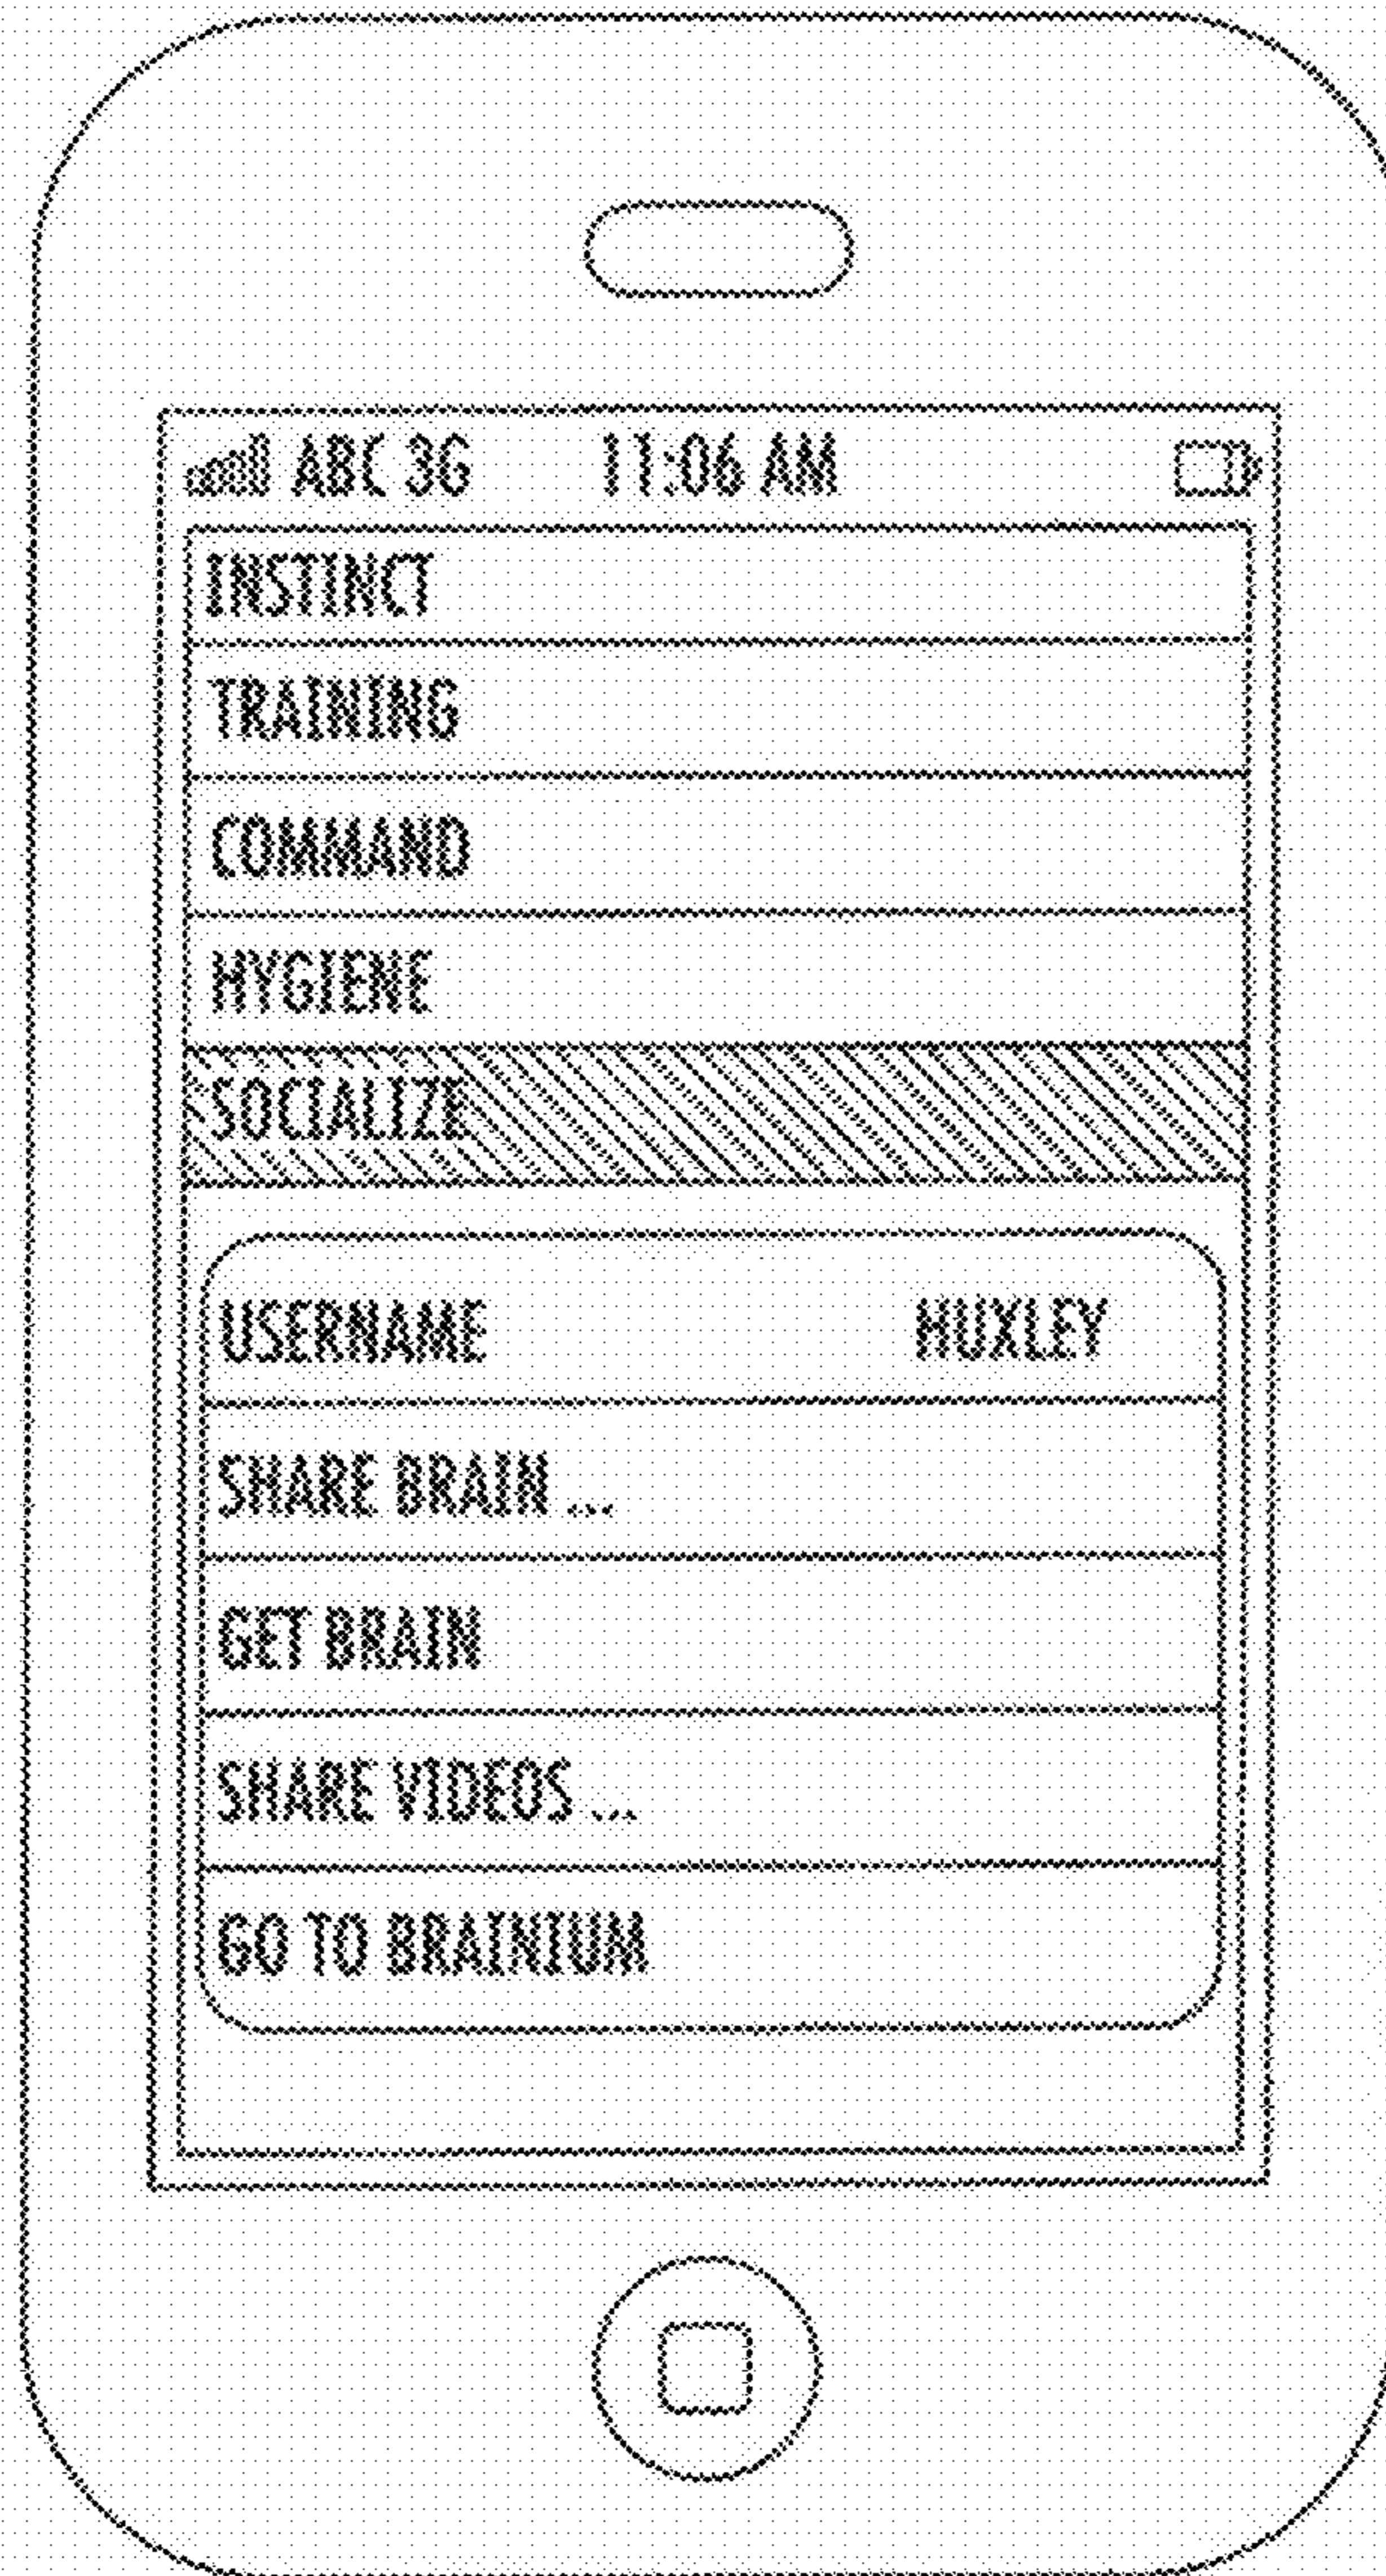 ABC 3G 11:06 AM
INSTINCT
TRAINING
COMMAND
HYGIENE
SOCIALIZE
USERNAME HUXLEY
SHARE BRAIN ...
GET BRAIN
SHARE VIDEOS ...
GO TO BRAINIUM